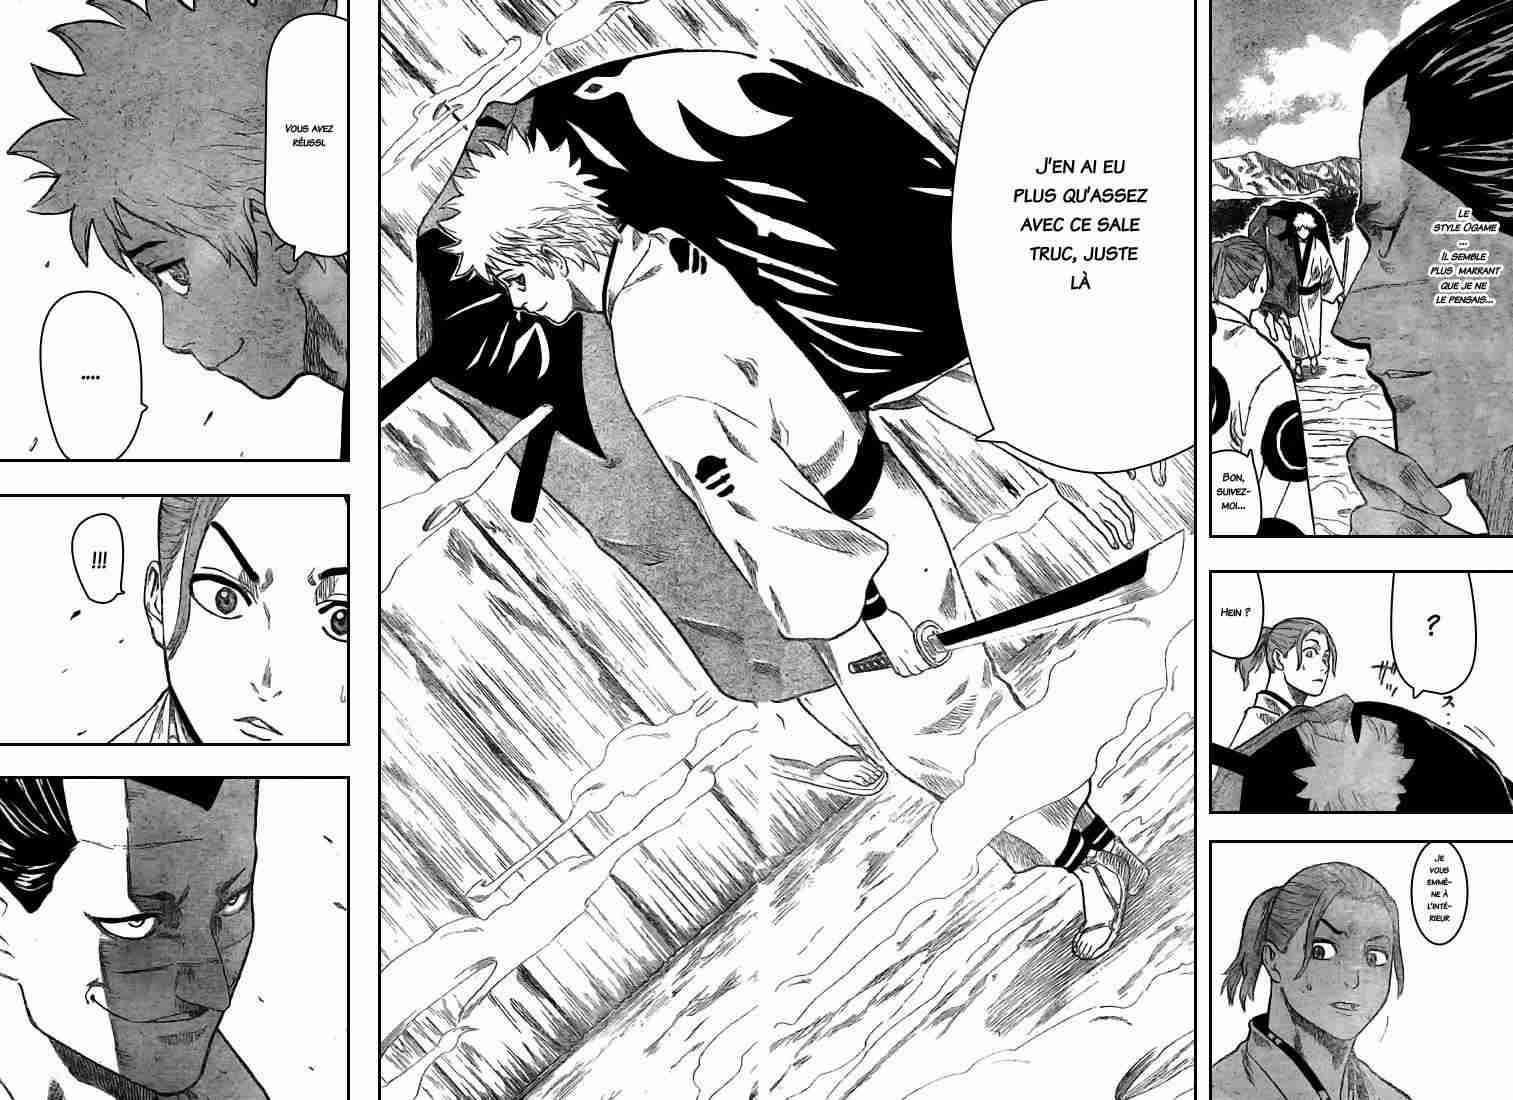 LE
STYLE OGAME
...
IL SEMBLE
PLUS MARRANT
QUE JE NE
LE PENSAIS...
BON,
SUIVEZ-
MOI...
?
HEIN ?
JE
VOUS
EMMÈ-
NE À
L'INTÉ-
RIEUR
J'EN AI EU
PLUS QU'ASSEZ
AVEC CE SALE
TRUC, JUSTE
LÀ
VOUS AVEZ
RÉUSSI.
....
!!!